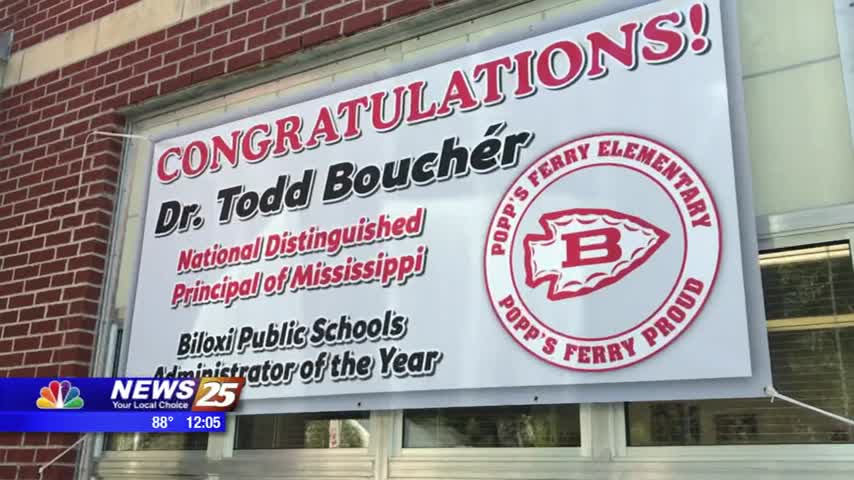 CONGRATULATIONS!
Dr. Todd Bouchér
National Distinguished
Principal of Mississippi
Biloxi Public Schools
Administrator of the Year
POPP'S FERRY ELEMENTARY
B
POPP'S FERRY PROUD
NEWS 25
Your Local Choice
88° 12:05